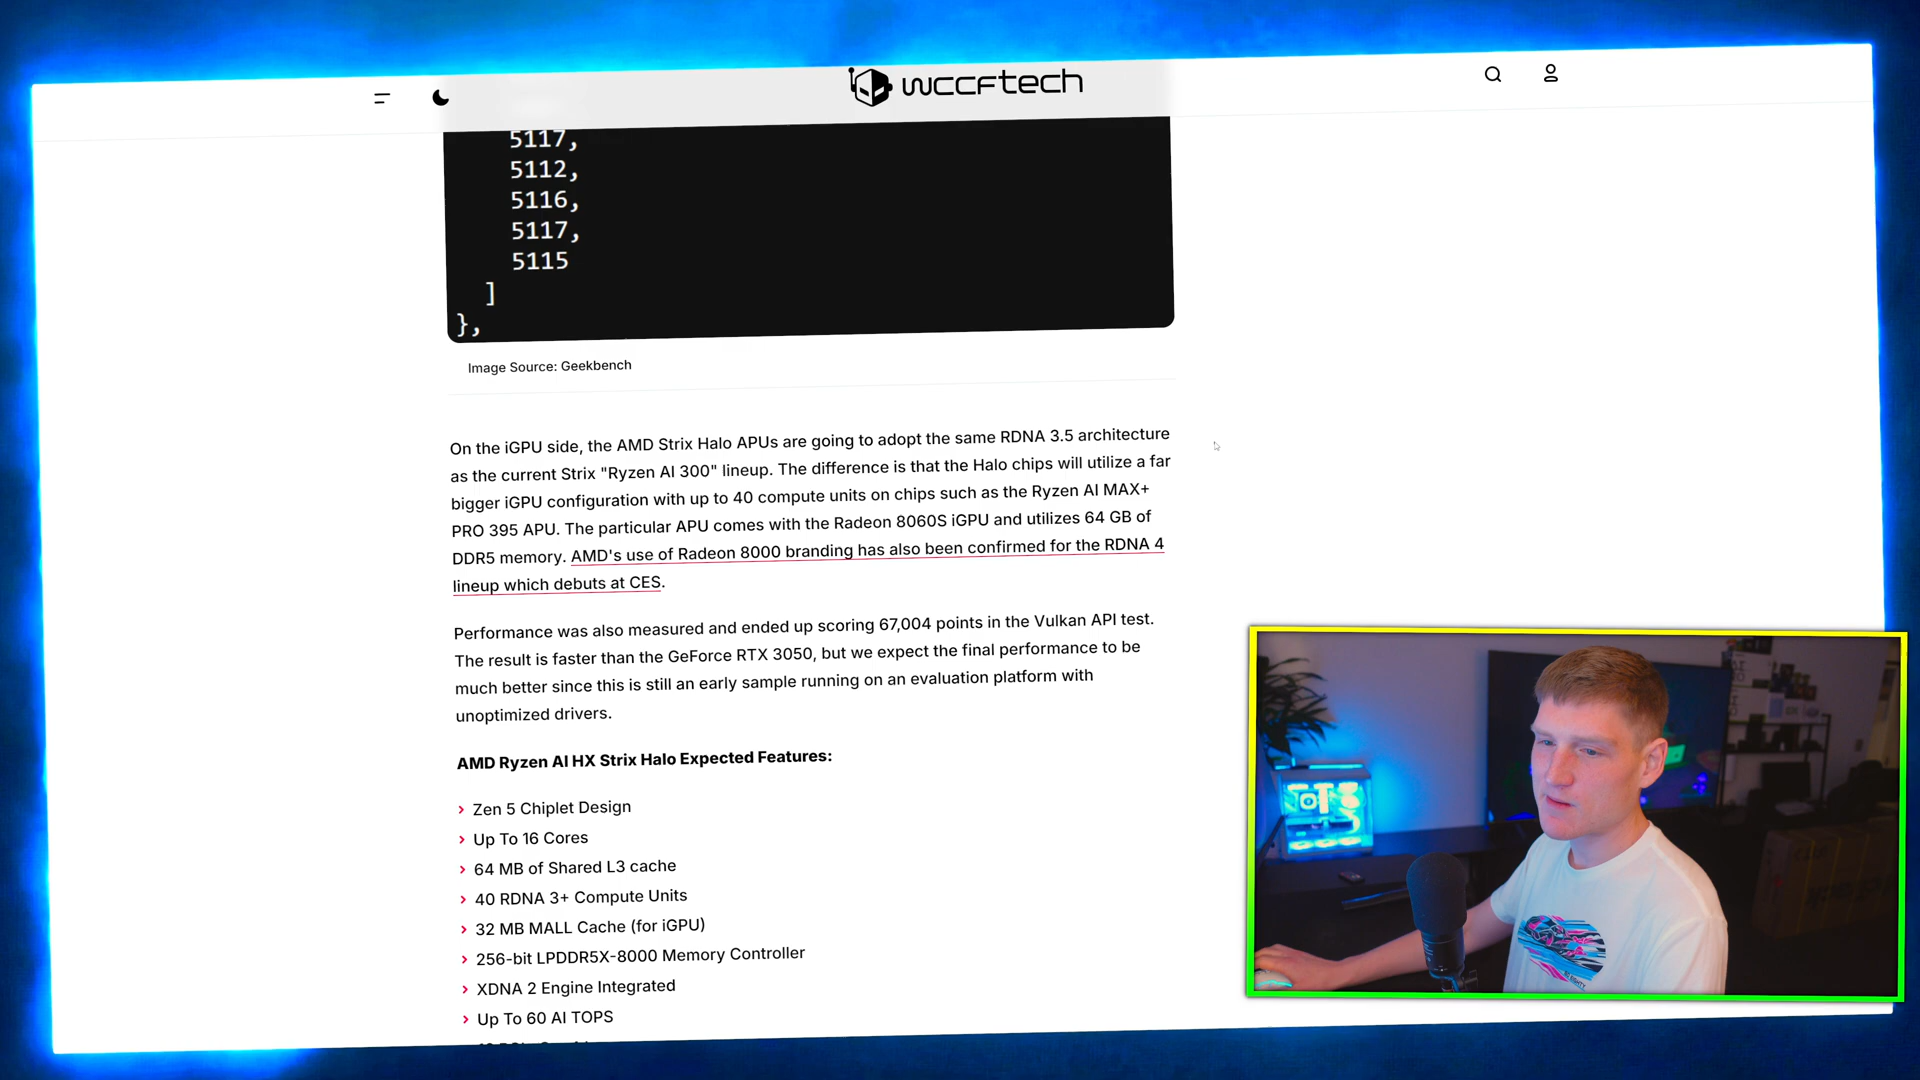 wccftech
5117,
5112,
5116,
5117,
5115
]
},
Image Source: Geekbench
On the iGPU side, the AMD Strix Halo APUs are going to adopt the same RDNA 3.5 architecture
as the current Strix "Ryzen AI 300" lineup. The difference is that the Halo chips will utilize a far
bigger iGPU configuration with up to 40 compute units on chips such as the Ryzen AI MAX+
PRO 395 APU. The particular APU comes with the Radeon 8060S iGPU and utilizes 64 GB of
DDR5 memory. AMD's use of Radeon 8000 branding has also been confirmed for the RDNA 4
lineup which debuts at CES.
Performance was also measured and ended up scoring 67,004 points in the Vulkan API test.
The result is faster than the GeForce RTX 3050, but we expect the final performance to be
much better since this is still an early sample running on an evaluation platform with
unoptimized drivers.
AMD Ryzen AI HX Strix Halo Expected Features:
Zen 5 Chiplet Design
Up To 16 Cores
64 MB of Shared L3 cache
40 RDNA 3+ Compute Units
32 MB MALL Cache (for iGPU)
256-bit LPDDR5X-8000 Memory Controller
XDNA 2 Engine Integrated
Up To 60 AI TOPS